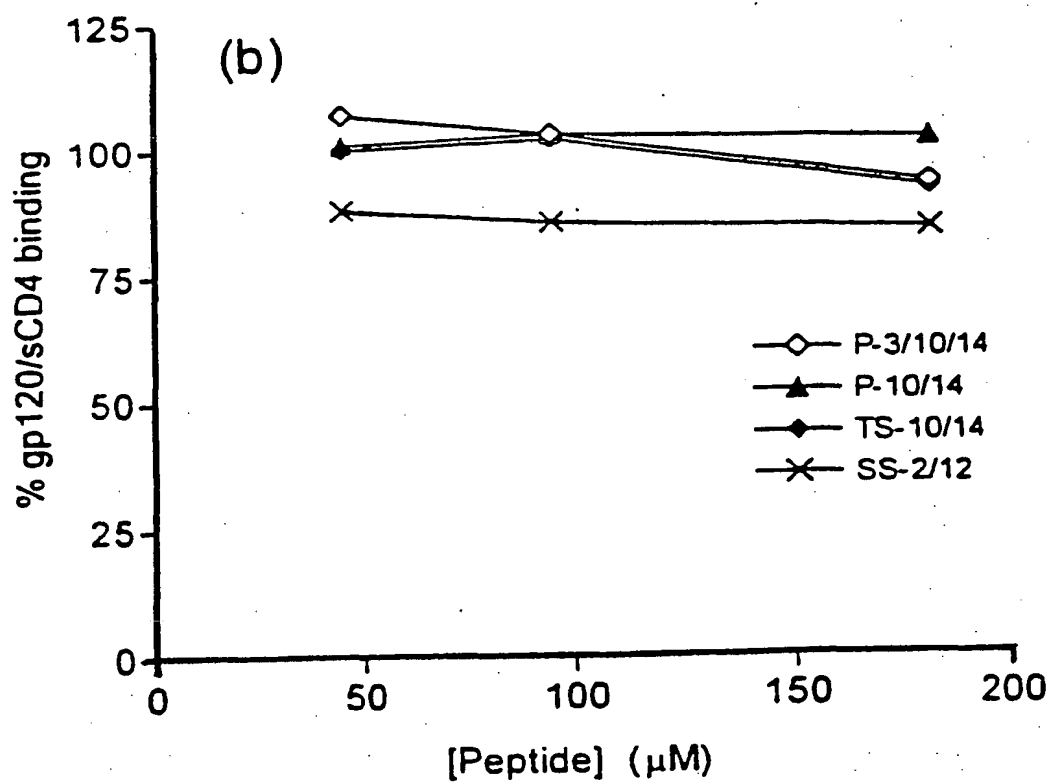 (b)
125
100
75
50
25
0
% gp120/sCD4 binding
P-3/10/14
P-10/14
TS-10/14
SS-2/12
0 50 100 150 200
[Peptide] (μM)